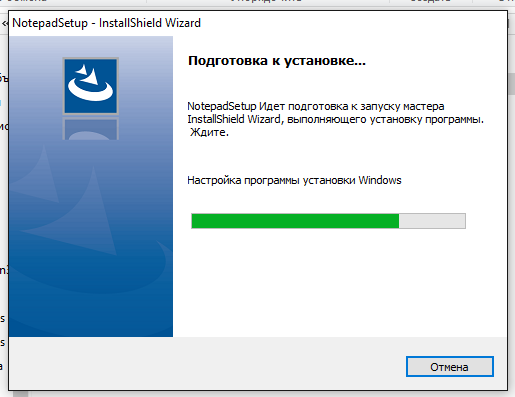 NotepadSetup - InstallShield Wizard
Подготовка к установке...
NotepadSetup Идет подготовка к запуску мастера
InstallShield Wizard, выполняющего установку программы.
Ждите.
Настройка программы установки Windows
Отмена